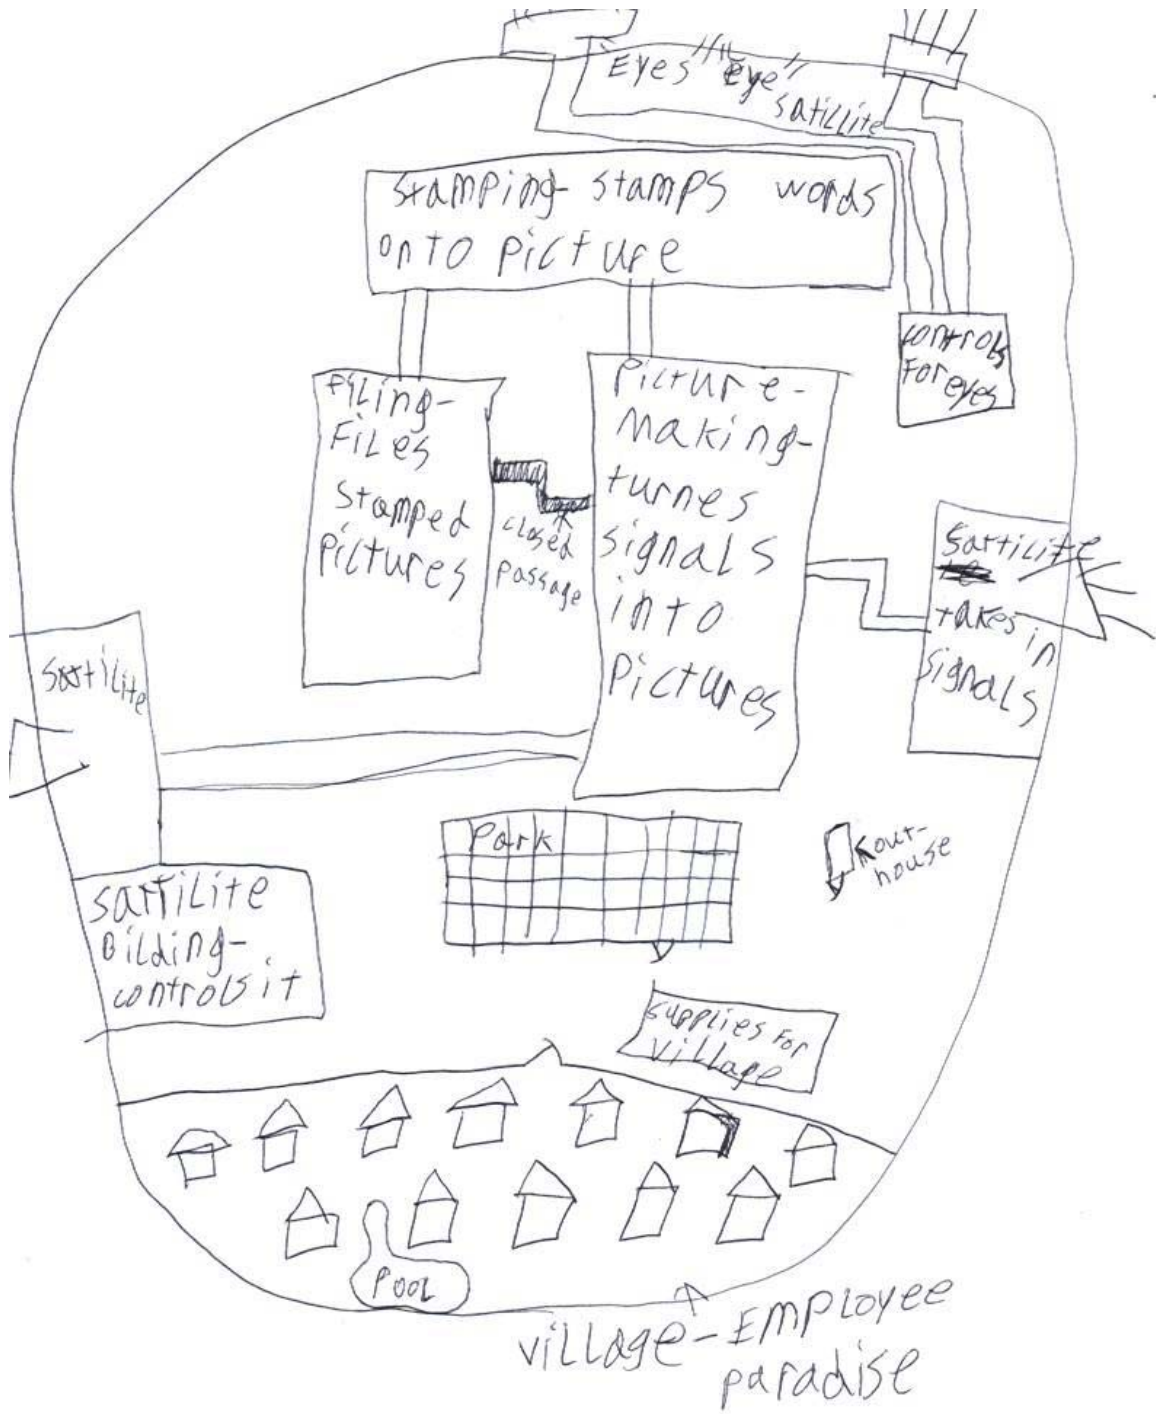 Eyes "eye"
satillite
stamping- stamps words
onto picture
controls
For eyes
Filing-
Files
stamped
pictures
closed
passage
Picture-
Making-
turnes
signals
into
Pictures
Sattilite
takes in
signals
Sattilite
Park
out-
house
Sattilite
Bilding-
controls it
supplies For
village
Pool
village - Employee
paradise